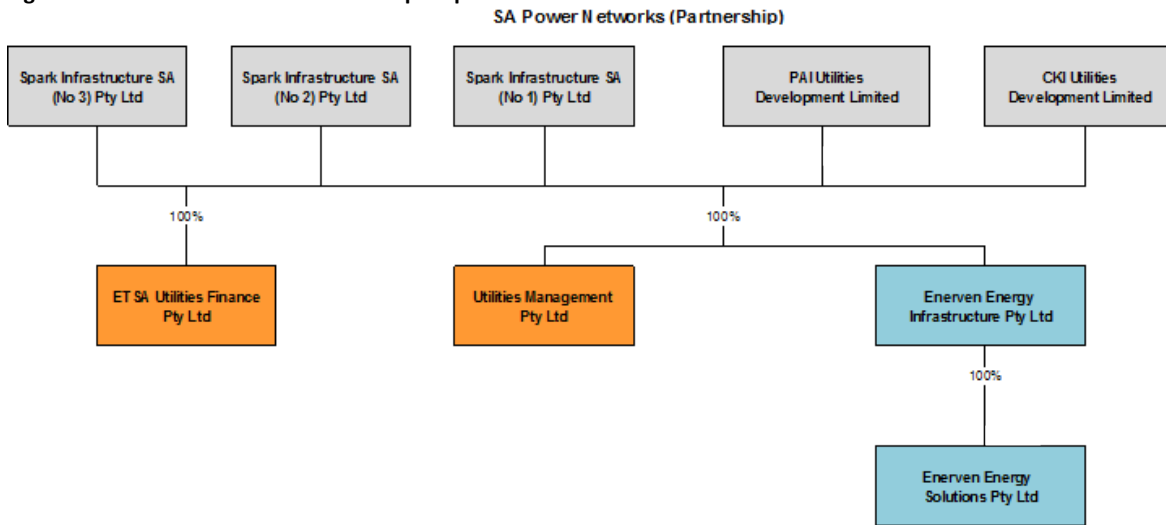 SA Power Networks (Partnership)
Spark Infrastructure SA
(No 3) Pty Ltd
Spark Infrastructure SA
(No 2) Pty Ltd
Spark Infrastructure SA
(No 1) Pty Ltd
PAI Utilities
Development Limited
CKI Utilities
Development Limited
100%
100%
ETSA Utilities Finance
Pty Ltd
Utilities Management
Pty Ltd
Enerven Energy
Infrastructure Pty Ltd
100%
Enerven Energy
Solutions Pty Ltd